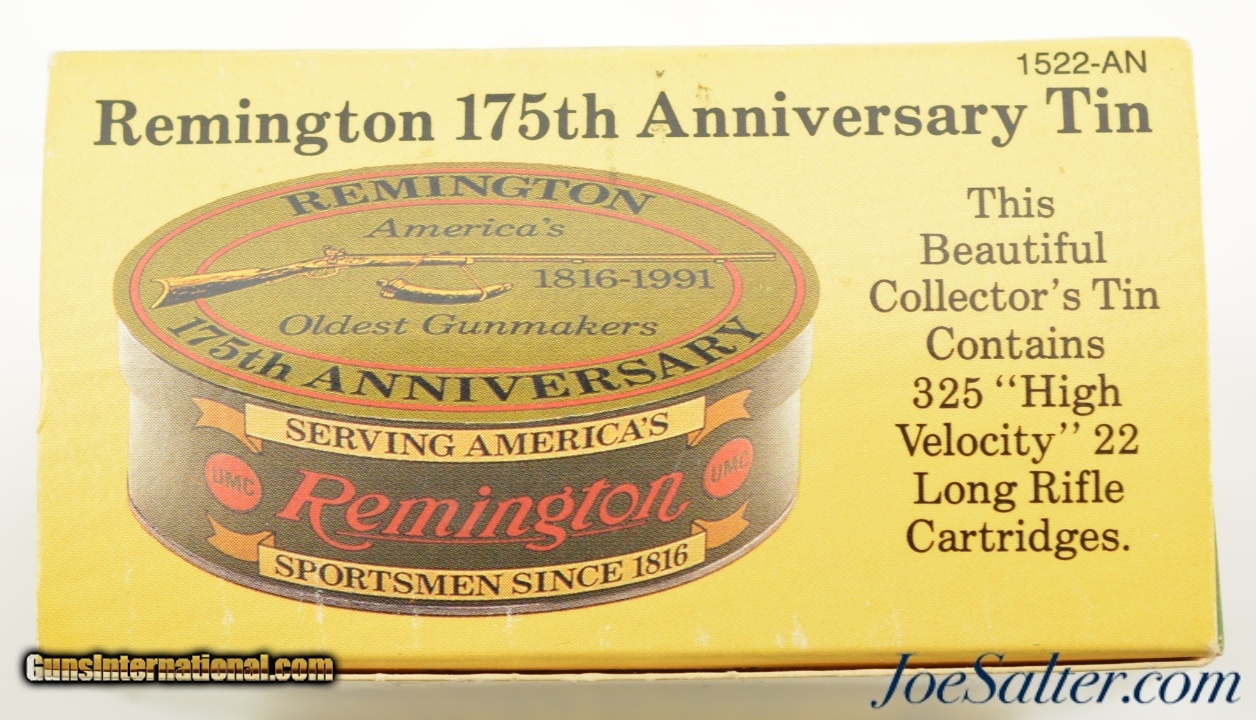 1522-AN
Remington 175th Anniversary Tin
REMINGTON
America's
1816-1991
Oldest Gunmakers
175th ANNIVERSARY
SERVING AMERICA'S
UMC
Remington
UMC
SPORTSMEN SINCE 1816
This
Beautiful
Collector's Tin
Contains
325 “High
Velocity” 22
Long Rifle
Cartridges.
GunsInternational.com
JoeSalter.com